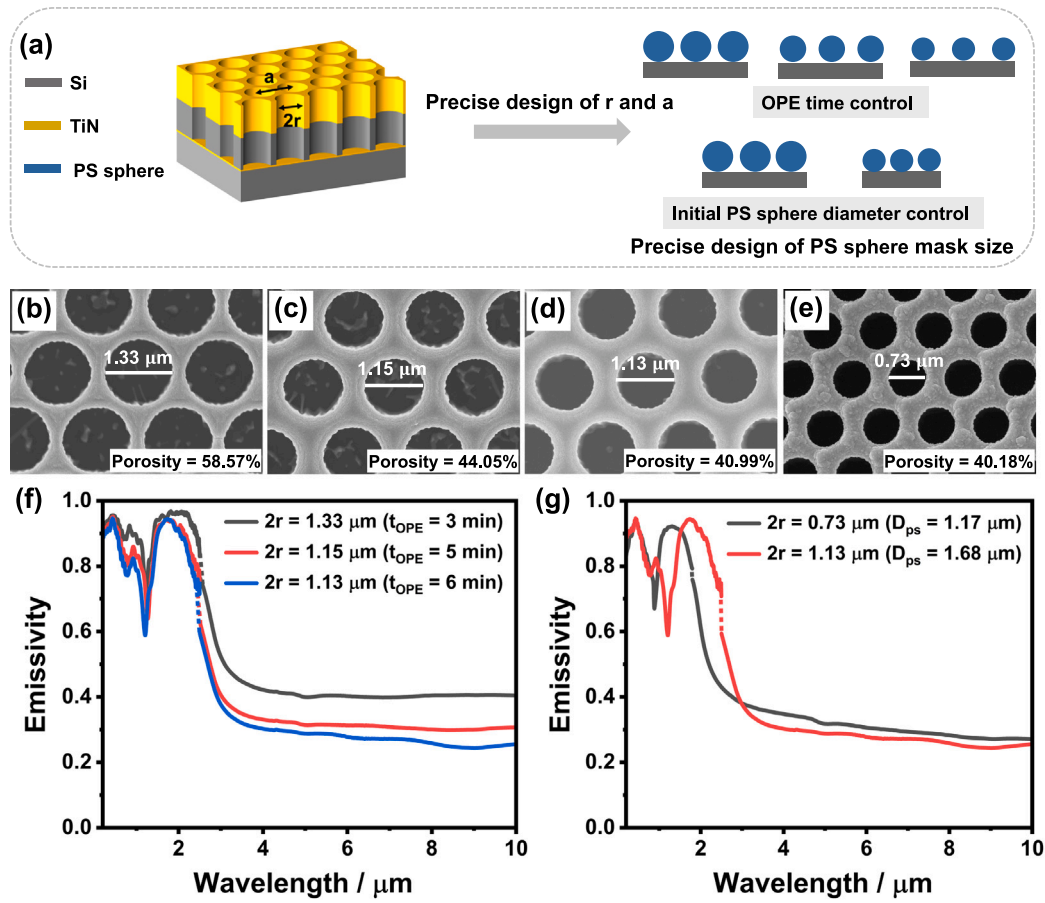 (a)
Si
TiN
PS sphere
a
2r
Precise design of r and a
OPE time control
Initial PS sphere diameter control
Precise design of PS sphere mask size
(b)
1.33 μm
Porosity = 58.57%
(c)
1.15 μm
Porosity = 44.05%
(d)
1.13 μm
Porosity = 40.99%
(e)
0.73 μm
Porosity = 40.18%
(f)
2r = 1.33 μm (tOPE = 3 min)
2r = 1.15 μm (tOPE = 5 min)
2r = 1.13 μm (tOPE = 6 min)
Emissivity
1.0
0.8
0.6
0.4
0.2
0.0
2 4 6 8 10
Wavelength / μm
(g)
2r = 0.73 μm (Dps = 1.17 μm)
2r = 1.13 μm (Dps = 1.68 μm)
Emissivity
1.0
0.8
0.6
0.4
0.2
0.0
2 4 6 8 10
Wavelength / μm